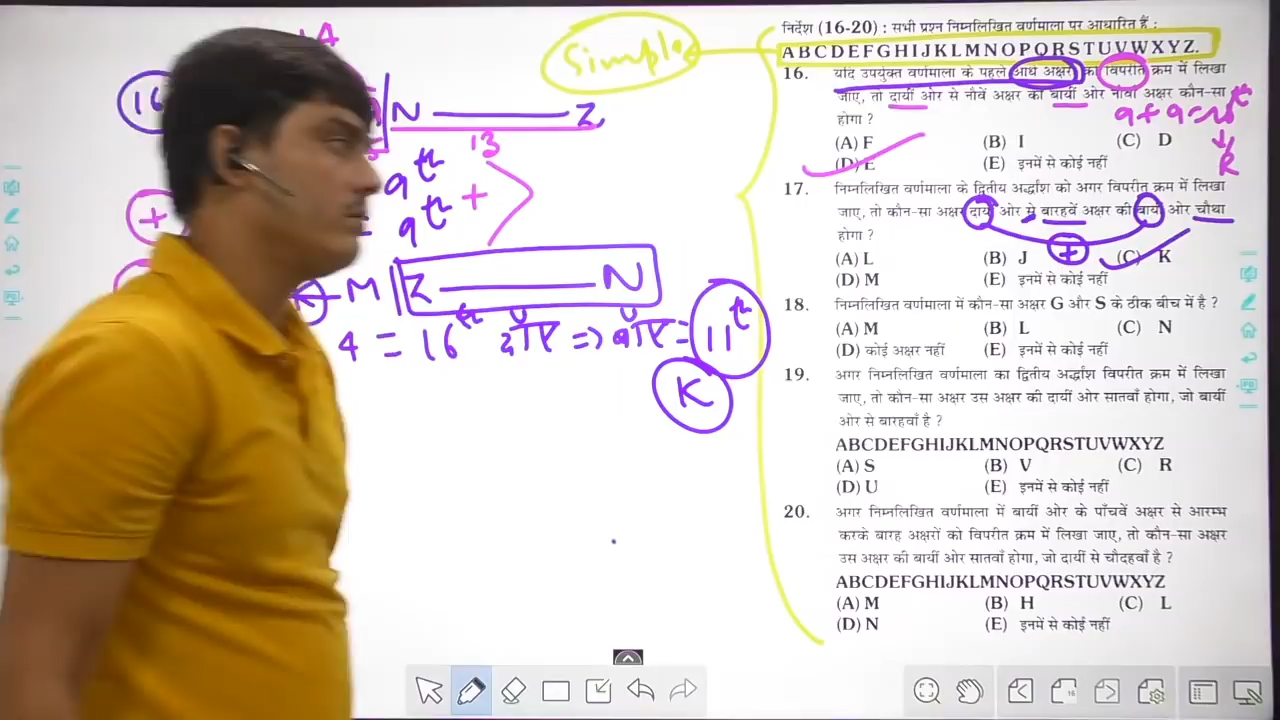 निर्देश (16-20) : सभी प्रश्न निम्नलिखित वर्णमाला पर आधारित हैं :
A B C D E F G H I J K L M N O P Q R S T U V W X Y Z.
16. यदि उपर्युक्त वर्णमाला के पहले आधे अक्षर को विपरीत क्रम में लिखा
जाए, तो दायीं ओर से नौवें अक्षर की बायीं ओर नौवां अक्षर कौन-सा
होगा ?
(A) F (B) I (C) D
(D) E (E) इनमें से कोई नहीं
17. निम्नलिखित वर्णमाला के द्वितीय अर्द्धांश को अगर विपरीत क्रम में लिखा
जाए, तो कौन-सा अक्षर दायीं ओर से बारहवें अक्षर की बायीं ओर चौथा
होगा ?
(A) L (B) J (C) K
(D) M (E) इनमें से कोई नहीं
18. निम्नलिखित वर्णमाला में कौन-सा अक्षर G और S के ठीक बीच में है ?
(A) M (B) L (C) N
(D) कोई अक्षर नहीं (E) इनमें से कोई नहीं
19. अगर निम्नलिखित वर्णमाला का द्वितीय अर्द्धांश विपरीत क्रम में लिखा
जाए, तो कौन-सा अक्षर उस अक्षर की दायीं ओर सातवाँ होगा, जो बायीं
ओर से बारहवाँ है ?
ABCDEFGHIJKLMNOPQRSTUVWXYZ
(A) S (B) V (C) R
(D) U (E) इनमें से कोई नहीं
20. अगर निम्नलिखित वर्णमाला में बायीं ओर के पाँचवें अक्षर से आरम्भ
करके बारह अक्षरों को विपरीत क्रम में लिखा जाए, तो कौन-सा अक्षर
उस अक्षर की बायीं ओर सातवाँ होगा, जो दायीं से चौदहवाँ है ?
ABCDEFGHIJKLMNOPQRSTUVWXYZ
(A) M (B) H (C) L
(D) N (E) इनमें से कोई नहीं
Simple
16
N Z
13
9th
9th +
+
M Z N
4 = 16th => = 11th
K
K
16